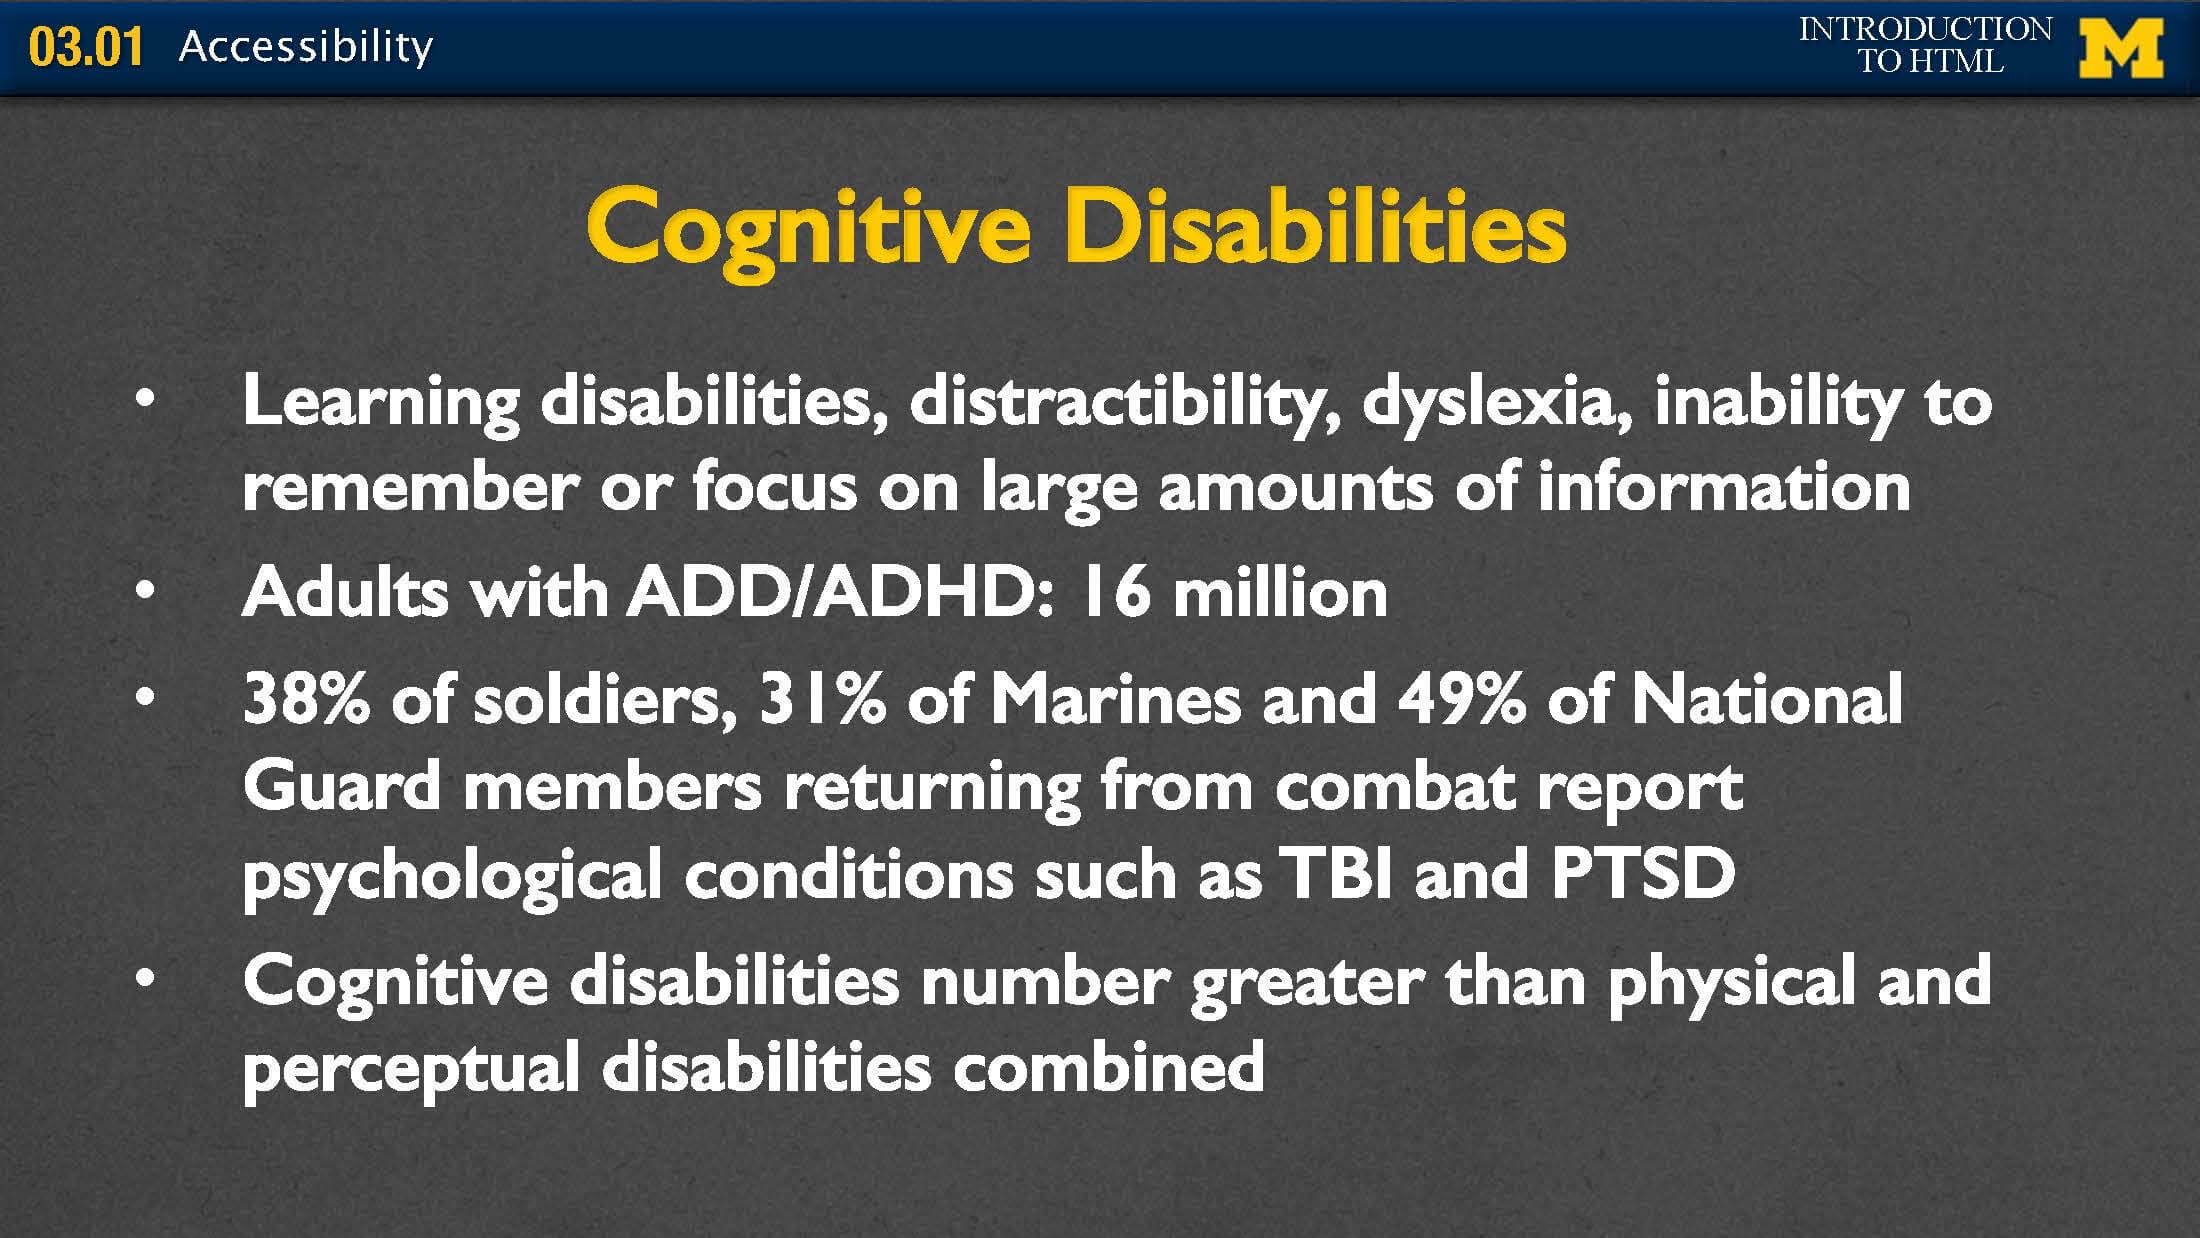 03.01 Accessibility
INTRODUCTION
TO HTML
M
Cognitive Disabilities
• Learning disabilities, distractibility, dyslexia, inability to
remember or focus on large amounts of information
• Adults with ADD/ADHD: 16 million
• 38% of soldiers, 31% of Marines and 49% of National
Guard members returning from combat report
psychological conditions such as TBI and PTSD
• Cognitive disabilities number greater than physical and
perceptual disabilities combined